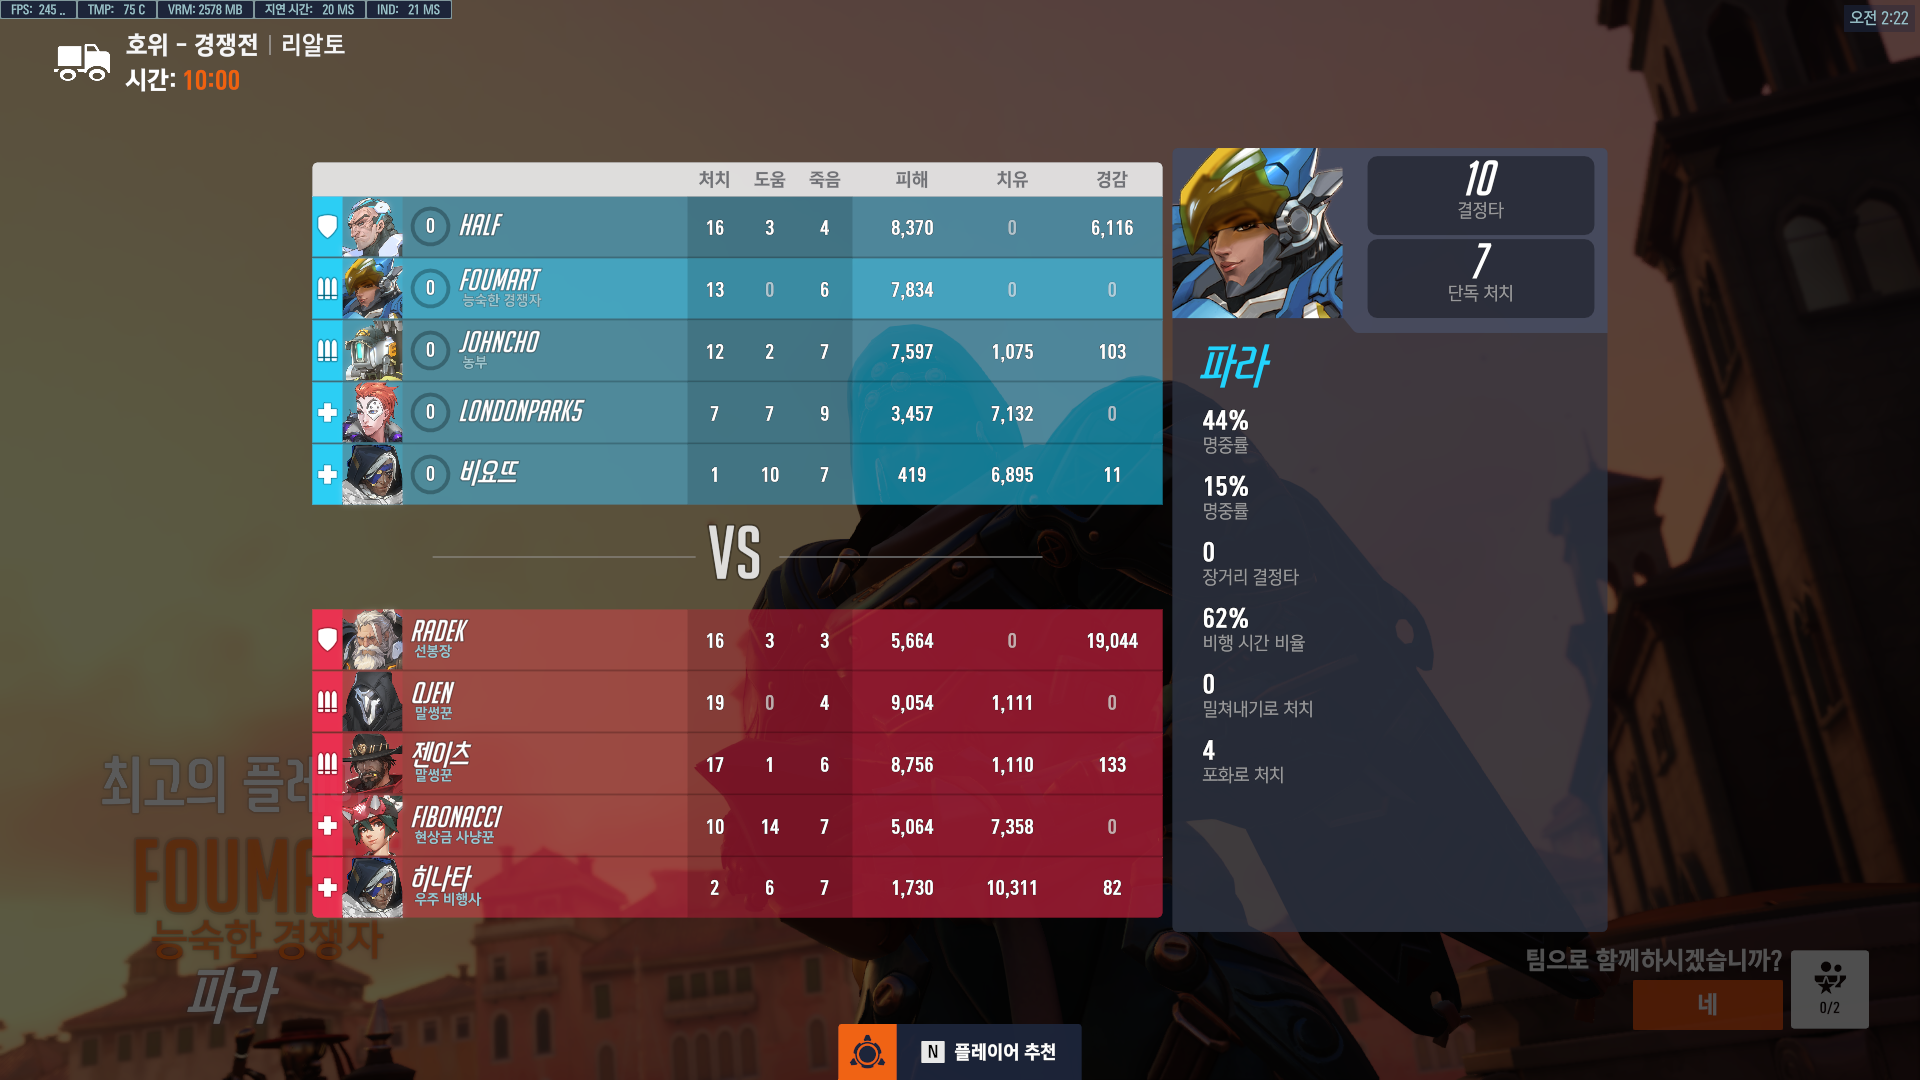 FPS: 245 ..
TMP: 75 C
VRM: 2578 MB
지연 시간: 20 MS
IND: 21 MS
오전 2:22
호위 - 경쟁전 | 리알토
시간: 10:00
처치 도움 죽음 피해 치유 경감
0 HALF 16 3 4 8,370 0 6,116
0 FOUMART 13 0 6 7,834 0 0
능숙한 경쟁자
0 JOHNCHO 12 2 7 7,597 1,075 103
농부
0 LONDONPARK5 7 7 9 3,457 7,132 0
0 비요뜨 1 10 7 419 6,895 11
VS
RADEK 16 3 3 5,664 0 19,044
선봉장
QJEN 19 0 4 9,054 1,111 0
말썽꾼
젠이츠 17 1 6 8,756 1,110 133
말썽꾼
FIBONACCI 10 14 7 5,064 7,358 0
현상금 사냥꾼
히나타 2 6 7 1,730 10,311 82
우주 비행사
10
결정타
7
단독 처치
파라
44%
명중률
15%
명중률
0
장거리 결정타
62%
비행 시간 비율
0
밀쳐내기로 처치
4
포화로 처치
최고의 플레
FOUMA
능숙한 경쟁자
파라
팀으로 함께하시겠습니까?
네
0/2
N 플레이어 추천